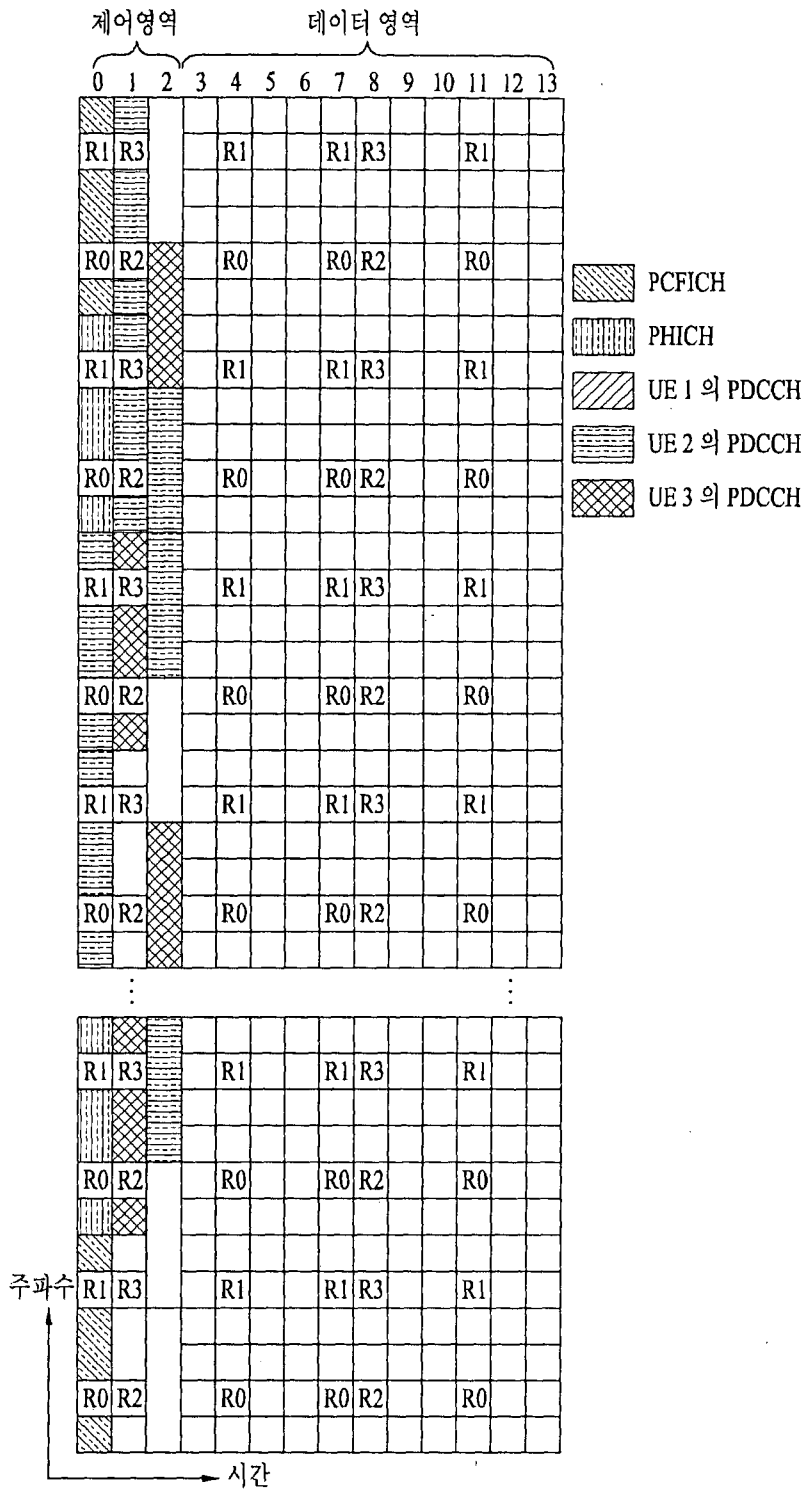 제어영역 데이터 영역
0 1 2 3 4 5 6 7 8 9 10 11 12 13
R1 R3 R1 R1 R3 R1
R0 R2 R0 R0 R2 R0
R1 R3 R1 R1 R3 R1
R0 R2 R0 R0 R2 R0
R1 R3 R1 R1 R3 R1
R0 R2 R0 R0 R2 R0
R1 R3 R1 R1 R3 R1
R0 R2 R0 R0 R2 R0
R1 R3 R1 R1 R3 R1
R0 R2 R0 R0 R2 R0
R1 R3 R1 R1 R3 R1
R0 R2 R0 R0 R2 R0
PCFICH
PHICH
UE 1 의 PDCCH
UE 2 의 PDCCH
UE 3 의 PDCCH
주파수
시간